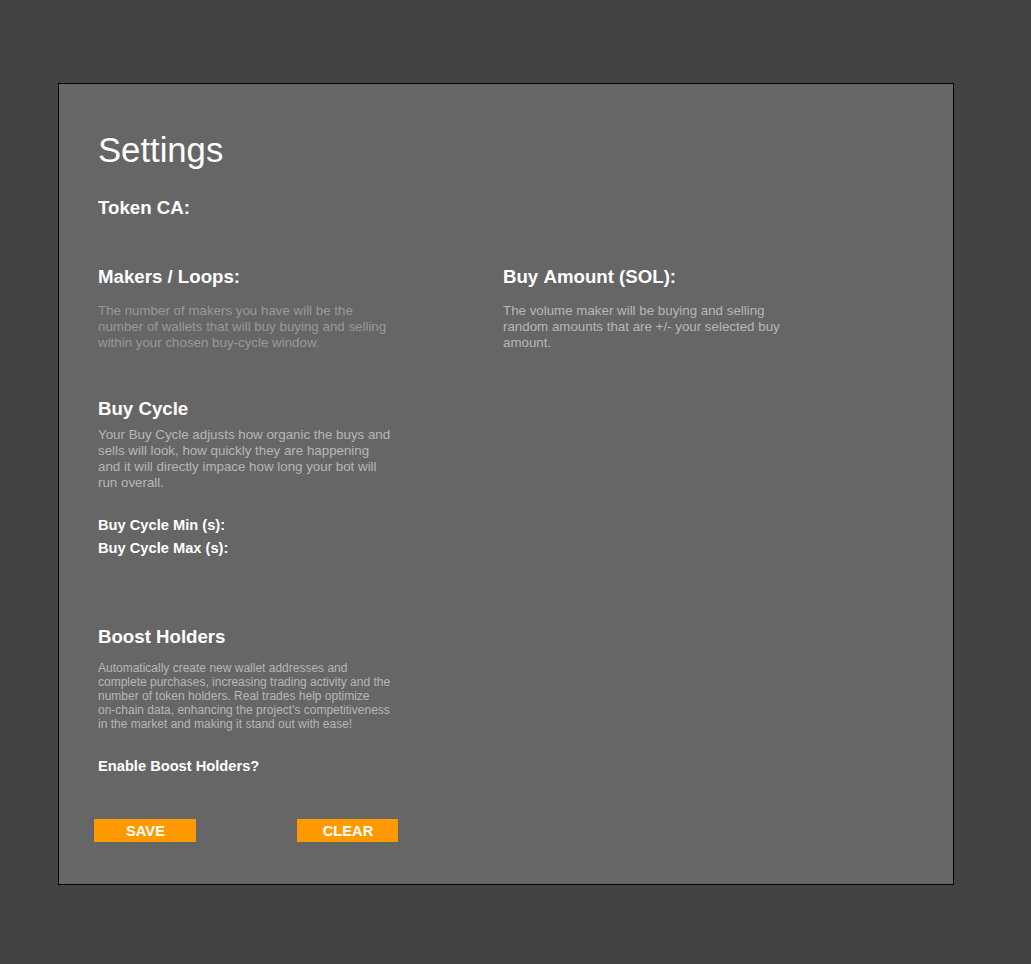 Settings
Token CA:
Makers / Loops:
The number of makers you have will be the
number of wallets that will buy buying and selling
within your chosen buy-cycle window.
Buy Amount (SOL):
The volume maker will be buying and selling
random amounts that are +/- your selected buy
amount.
Buy Cycle
Your Buy Cycle adjusts how organic the buys and
sells will look, how quickly they are happening
and it will directly impace how long your bot will
run overall.
Buy Cycle Min (s):
Buy Cycle Max (s):
Boost Holders
Automatically create new wallet addresses and
complete purchases, increasing trading activity and the
number of token holders. Real trades help optimize
on-chain data, enhancing the project's competitiveness
in the market and making it stand out with ease!
Enable Boost Holders?
SAVE
CLEAR